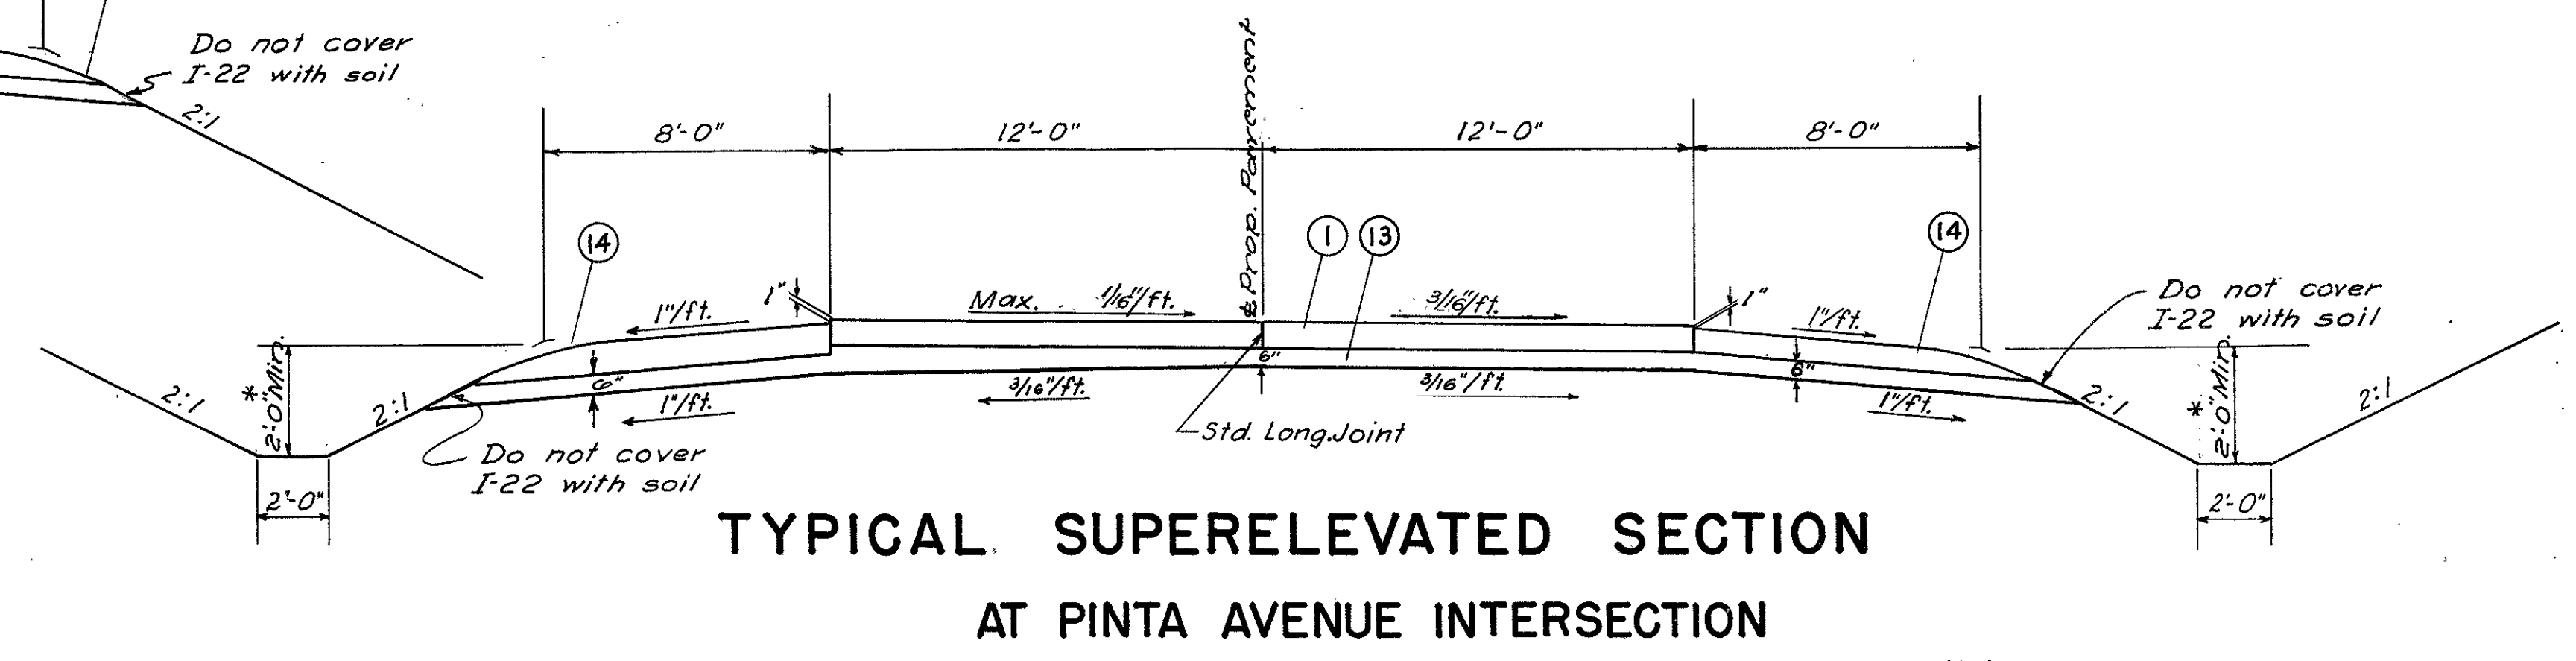 Do not cover
I-22 with soil
2:1
8'-0"
12'-0"
℄ Prop. Pavement
12'-0"
8'-0"
14
1
13
14
1"/ft.
1"
Max. 1/16"/ft.
3/16"/ft.
1"
1"/ft.
Do not cover
I-22 with soil
2:1
*
2'-0" Min.
2:1
6"
1"/ft.
3/16"/ft.
6"
3/16"/ft.
6"
1"/ft.
2:1
*
2'-0" Min.
2:1
Std. Long. Joint
Do not cover
I-22 with soil
2'-0"
2'-0"
TYPICAL SUPERELEVATED SECTION
AT PINTA AVENUE INTERSECTION